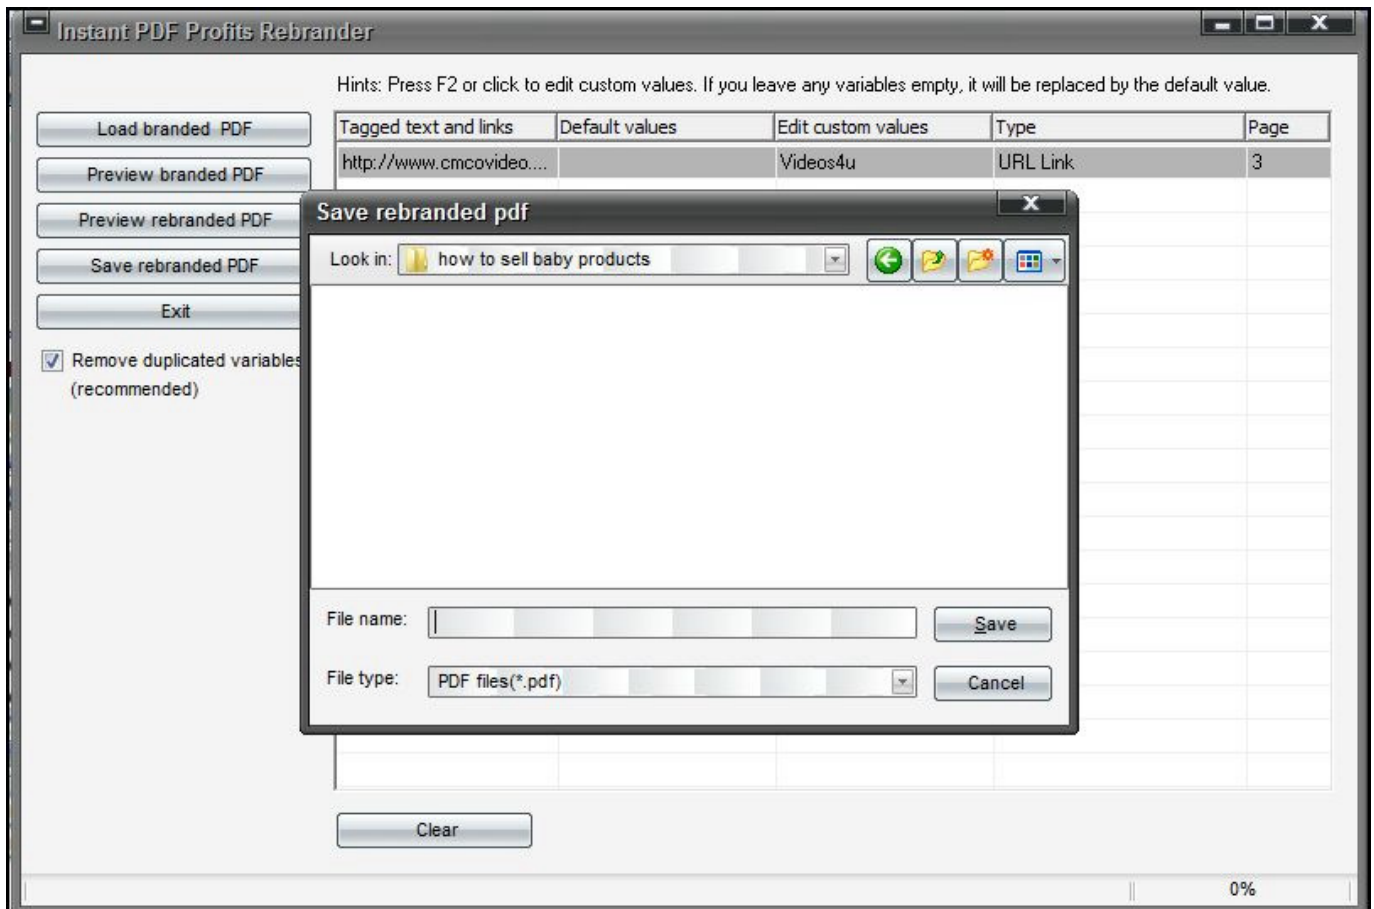 Instant PDF Profits Rebrander
Hints: Press F2 or click to edit custom values. If you leave any variables empty, it will be replaced by the default value.
Load branded PDF
Preview branded PDF
Preview rebranded PDF
Save rebranded PDF
Exit
Remove duplicated variables
(recommended)
Tagged text and links Default values Edit custom values Type Page
http://www.cmcovideo.... Videos4u URL Link 3
Save rebranded pdf
Look in: how to sell baby products
File name: Save
File type: PDF files(*.pdf) Cancel
Clear
0%